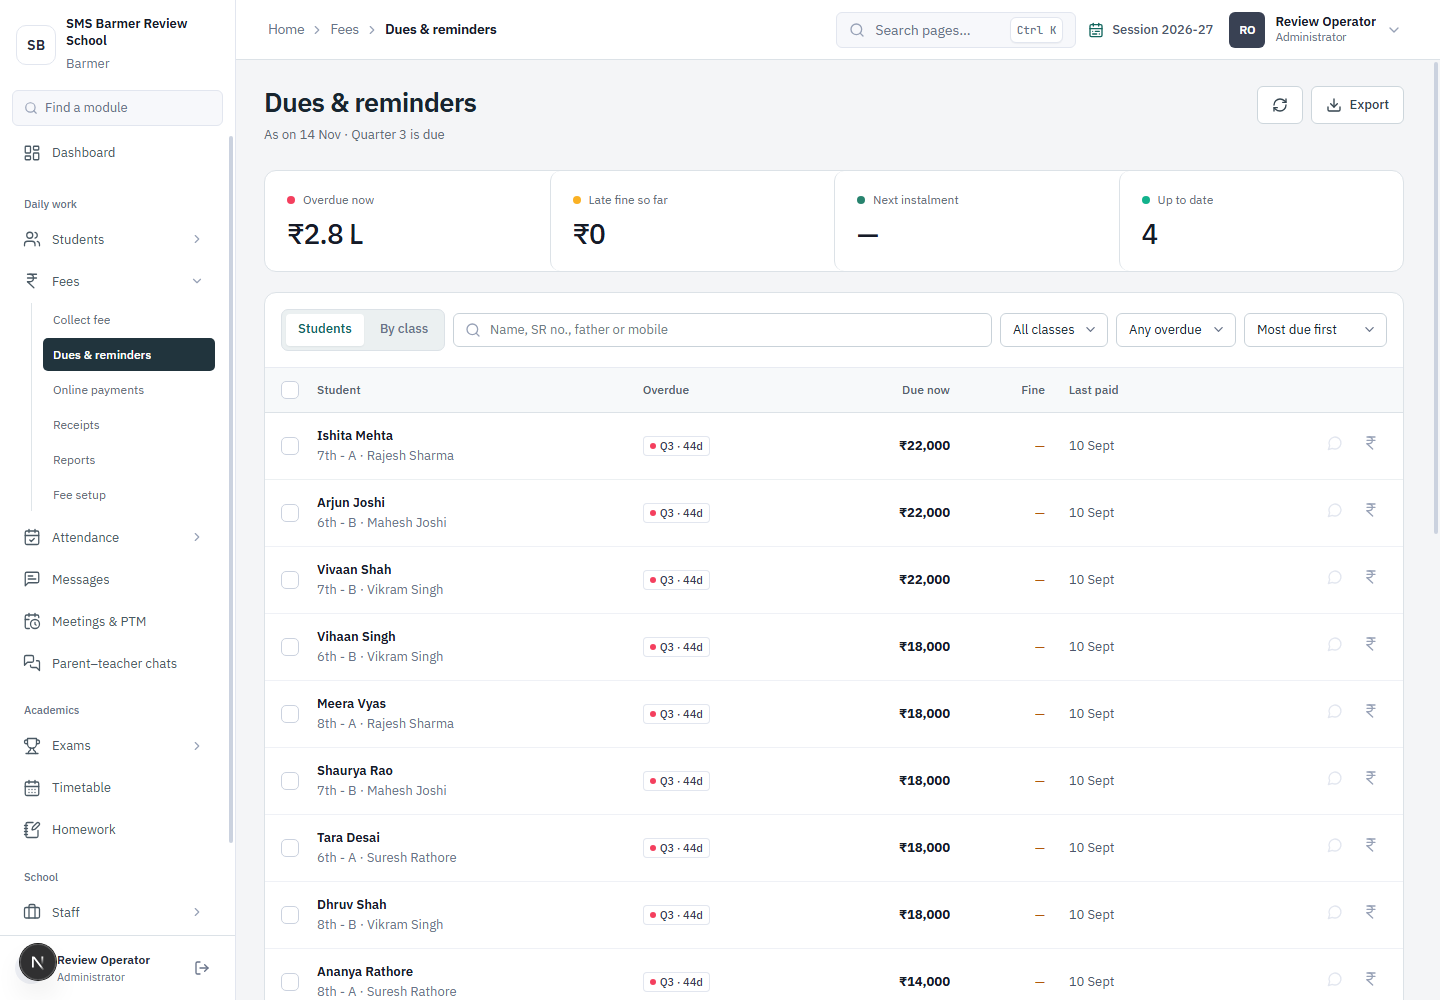 SMS Barmer Review
School
SB
Barmer
Find a module
Dashboard
Daily work
Students
Fees
Collect fee
Dues & reminders
Online payments
Receipts
Reports
Fee setup
Attendance
Messages
Meetings & PTM
Parent–teacher chats
Academics
Exams
Timetable
Homework
School
Staff
N
Review Operator
Administrator
Home > Fees > Dues & reminders
Search pages... Ctrl K
Session 2026-27
RO
Review Operator
Administrator
Dues & reminders
As on 14 Nov · Quarter 3 is due
Export
Overdue now
₹2.8 L
Late fine so far
₹0
Next instalment
—
Up to date
4
Students By class
Name, SR no., father or mobile
All classes
Any overdue
Most due first
Student Overdue Due now Fine Last paid
Ishita Mehta
7th - A · Rajesh Sharma
Q3 · 44d ₹22,000 — 10 Sept ₹
Arjun Joshi
6th - B · Mahesh Joshi
Q3 · 44d ₹22,000 — 10 Sept ₹
Vivaan Shah
7th - B · Vikram Singh
Q3 · 44d ₹22,000 — 10 Sept ₹
Vihaan Singh
6th - B · Vikram Singh
Q3 · 44d ₹18,000 — 10 Sept ₹
Meera Vyas
8th - A · Rajesh Sharma
Q3 · 44d ₹18,000 — 10 Sept ₹
Shaurya Rao
7th - B · Mahesh Joshi
Q3 · 44d ₹18,000 — 10 Sept ₹
Tara Desai
6th - A · Suresh Rathore
Q3 · 44d ₹18,000 — 10 Sept ₹
Dhruv Shah
8th - B · Vikram Singh
Q3 · 44d ₹18,000 — 10 Sept ₹
Ananya Rathore
8th - A · Suresh Rathore
Q3 · 44d ₹14,000 — 10 Sept ₹